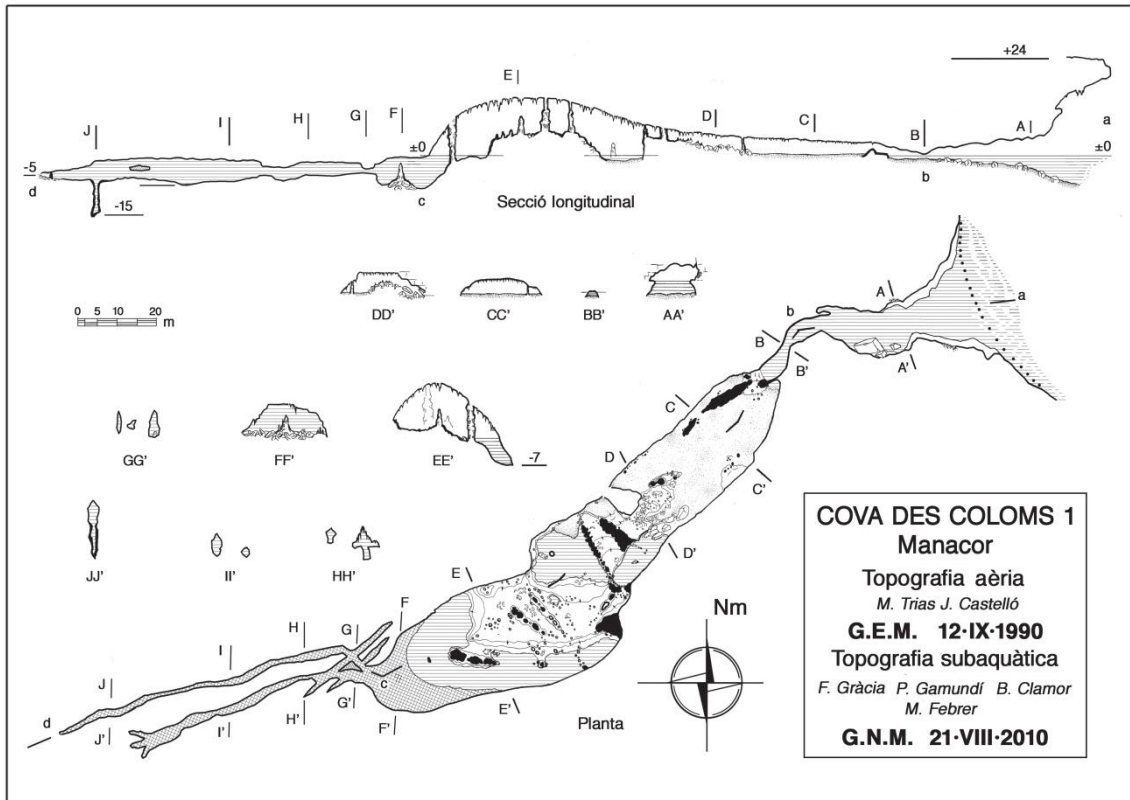 +24
E
J
I
H
G
F
D
C
B
A
a
±0
±0
-5
d
-15
c
b
Secció longitudinal
0 5 10 20 m
DD'
CC'
BB'
AA'
A
a
b
B
B'
A'
GG'
FF'
EE'
-7
C
D
C'
D'
JJ'
II'
HH'
E
F
G
H
I
J
d
c
J'
I'
H'
G'
F'
E'
Nm
Planta
COVA DES COLOMS 1
Manacor
Topografia aèria
M. Trias J. Castelló
G.E.M. 12·IX·1990
Topografia subaquàtica
F. Gràcia P. Gamundí B. Clamor
M. Febrer
G.N.M. 21·VIII·2010